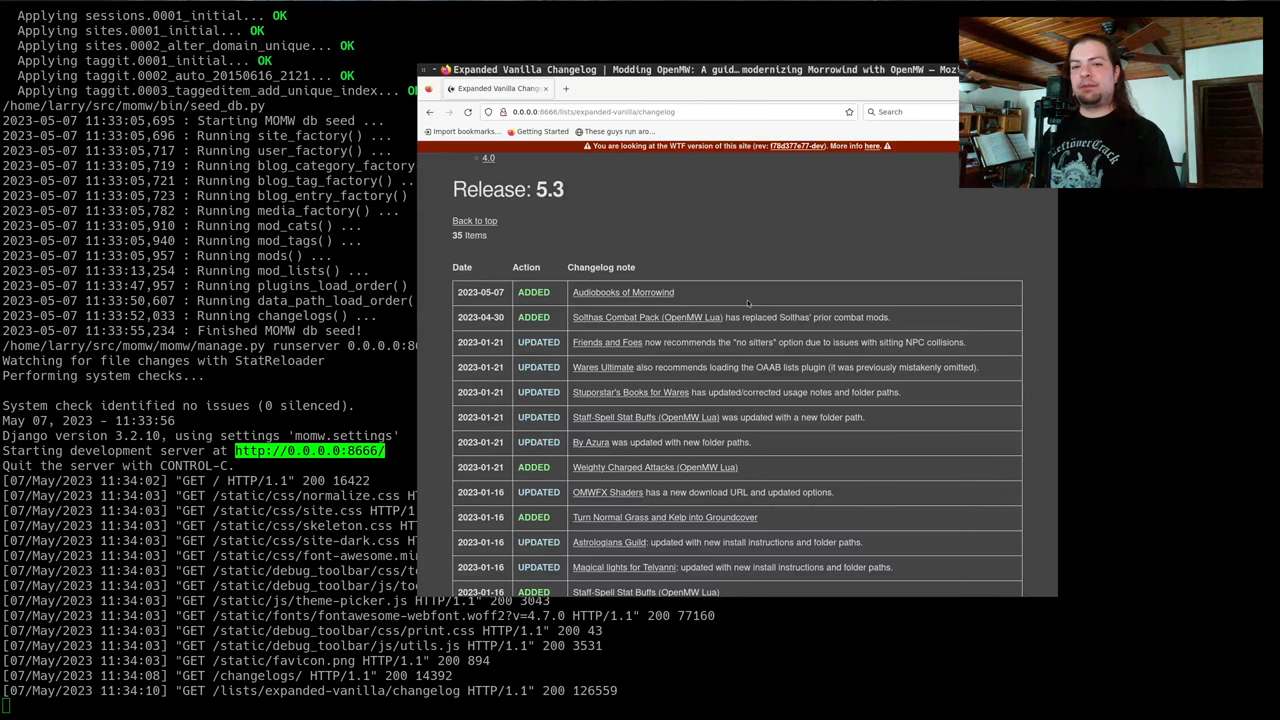 Applying sessions.0001_initial... OK
Applying sites.0001_initial... OK
Applying sites.0002_alter_domain_unique... OK
Applying taggit.0001_initial... OK
Applying taggit.0002_auto_20150616_2121... OK
Applying taggit.0003_taggeditem_add_unique_index... OK
/home/larry/src/momw/bin/seed_db.py
2023-05-07 11:33:05,695 : Starting MOMW db seed ...
2023-05-07 11:33:05,696 : Running site_factory() ...
2023-05-07 11:33:05,717 : Running user_factory() ...
2023-05-07 11:33:05,719 : Running blog_category_factory
2023-05-07 11:33:05,721 : Running blog_tag_factory() ...
2023-05-07 11:33:05,723 : Running blog_entry_factory()
2023-05-07 11:33:05,782 : Running media_factory() ...
2023-05-07 11:33:05,910 : Running mod_cats() ...
2023-05-07 11:33:05,940 : Running mod_tags() ...
2023-05-07 11:33:05,957 : Running mods() ...
2023-05-07 11:33:13,254 : Running mod_lists() ...
2023-05-07 11:33:47,957 : Running plugins_load_order()
2023-05-07 11:33:50,607 : Running data_path_load_order(
2023-05-07 11:33:52,033 : Running changelogs() ...
2023-05-07 11:33:55,234 : Finished MOMW db seed!
/home/larry/src/momw/momw/manage.py runserver 0.0.0.0:86
Watching for file changes with StatReloader
Performing system checks...
System check identified no issues (0 silenced).
May 07, 2023 - 11:33:56
Django version 3.2.10, using settings 'momw.settings'
Starting development server at http://0.0.0.0:8666/
Quit the server with CONTROL-C.
[07/May/2023 11:34:02] "GET / HTTP/1.1" 200 16422
[07/May/2023 11:34:03] "GET /static/css/normalize.css HT
[07/May/2023 11:34:03] "GET /static/css/site.css HTTP/1.
[07/May/2023 11:34:03] "GET /static/css/skeleton.css HTT
[07/May/2023 11:34:03] "GET /static/css/site-dark.css HT
[07/May/2023 11:34:03] "GET /static/css/font-awesome.min
[07/May/2023 11:34:03] "GET /static/debug_toolbar/css/to
[07/May/2023 11:34:03] "GET /static/debug_toolbar/js/too
[07/May/2023 11:34:03] "GET /static/js/theme-picker.js HTTP/1.1" 200 3043
[07/May/2023 11:34:03] "GET /static/fonts/fontawesome-webfont.woff2?v=4.7.0 HTTP/1.1" 200 77160
[07/May/2023 11:34:03] "GET /static/debug_toolbar/css/print.css HTTP/1.1" 200 43
[07/May/2023 11:34:03] "GET /static/debug_toolbar/js/utils.js HTTP/1.1" 200 3531
[07/May/2023 11:34:03] "GET /static/favicon.png HTTP/1.1" 200 894
[07/May/2023 11:34:08] "GET /changelogs/ HTTP/1.1" 200 14392
[07/May/2023 11:34:10] "GET /lists/expanded-vanilla/changelog HTTP/1.1" 200 126559
Expanded Vanilla Changelog | Modding OpenMW: A guid…modernizing Morrowind with OpenMW — Moz
Expanded Vanilla Chang
0.0.0.0:8666/lists/expanded-vanilla/changelog Search
Import bookmarks... Getting Started These guys run aro...
You are looking at the WTF version of this site (rev: f78d377e77-dev). More info here.
4.0
Release: 5.3
Back to top
35 Items
Date Action Changelog note
2023-05-07 ADDED Audiobooks of Morrowind
2023-04-30 ADDED Solthas Combat Pack (OpenMW Lua) has replaced Solthas' prior combat mods.
2023-01-21 UPDATED Friends and Foes now recommends the "no sitters" option due to issues with sitting NPC collisions.
2023-01-21 UPDATED Wares Ultimate also recommends loading the OAAB lists plugin (it was previously mistakenly omitted).
2023-01-21 UPDATED Stuporstar's Books for Wares has updated/corrected usage notes and folder paths.
2023-01-21 UPDATED Staff-Spell Stat Buffs (OpenMW Lua) was updated with a new folder path.
2023-01-21 UPDATED By Azura was updated with new folder paths.
2023-01-21 ADDED Weighty Charged Attacks (OpenMW Lua)
2023-01-16 UPDATED OMWFX Shaders has a new download URL and updated options.
2023-01-16 ADDED Turn Normal Grass and Kelp into Groundcover
2023-01-16 UPDATED Astrologians Guild: updated with new install instructions and folder paths.
2023-01-16 UPDATED Magical lights for Telvanni: updated with new install instructions and folder paths.
2023-01-16 ADDED Staff-Spell Stat Buffs (OpenMW Lua)